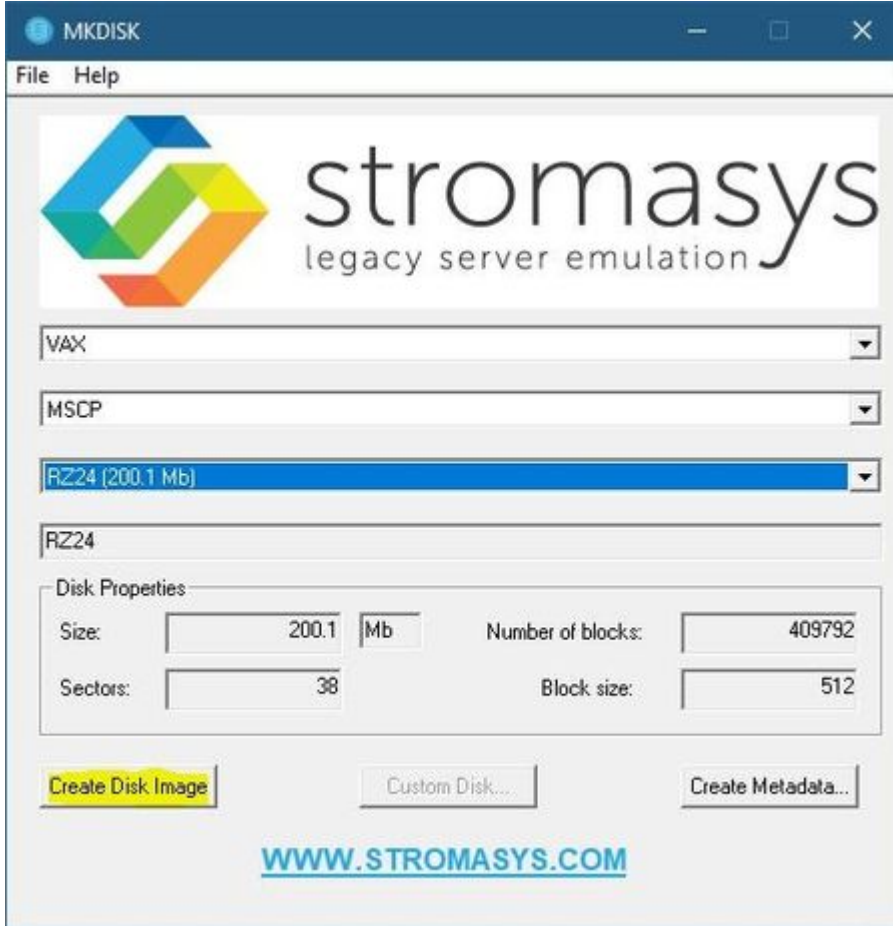 MKDISK
File Help
stromasys
legacy server emulation
VAX
MSCP
RZ24 (200.1 Mb)
RZ24
Disk Properties
Size: 200.1 Mb Number of blocks: 409792
Sectors: 38 Block size: 512
Create Disk Image Custom Disk... Create Metadata...
WWW.STROMASYS.COM